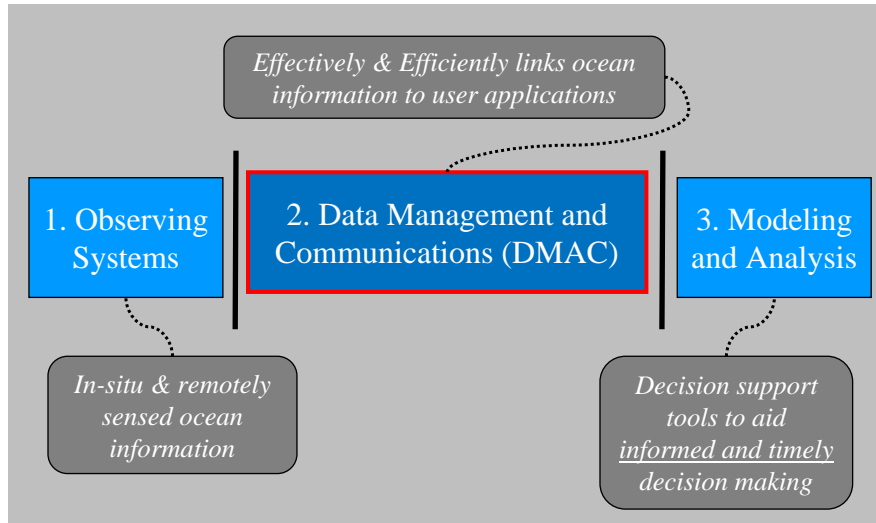 Effectively & Efficiently links ocean
information to user applications
1. Observing
Systems
2. Data Management and
Communications (DMAC)
3. Modeling
and Analysis
In-situ & remotely
sensed ocean
information
Decision support
tools to aid
informed and timely
decision making